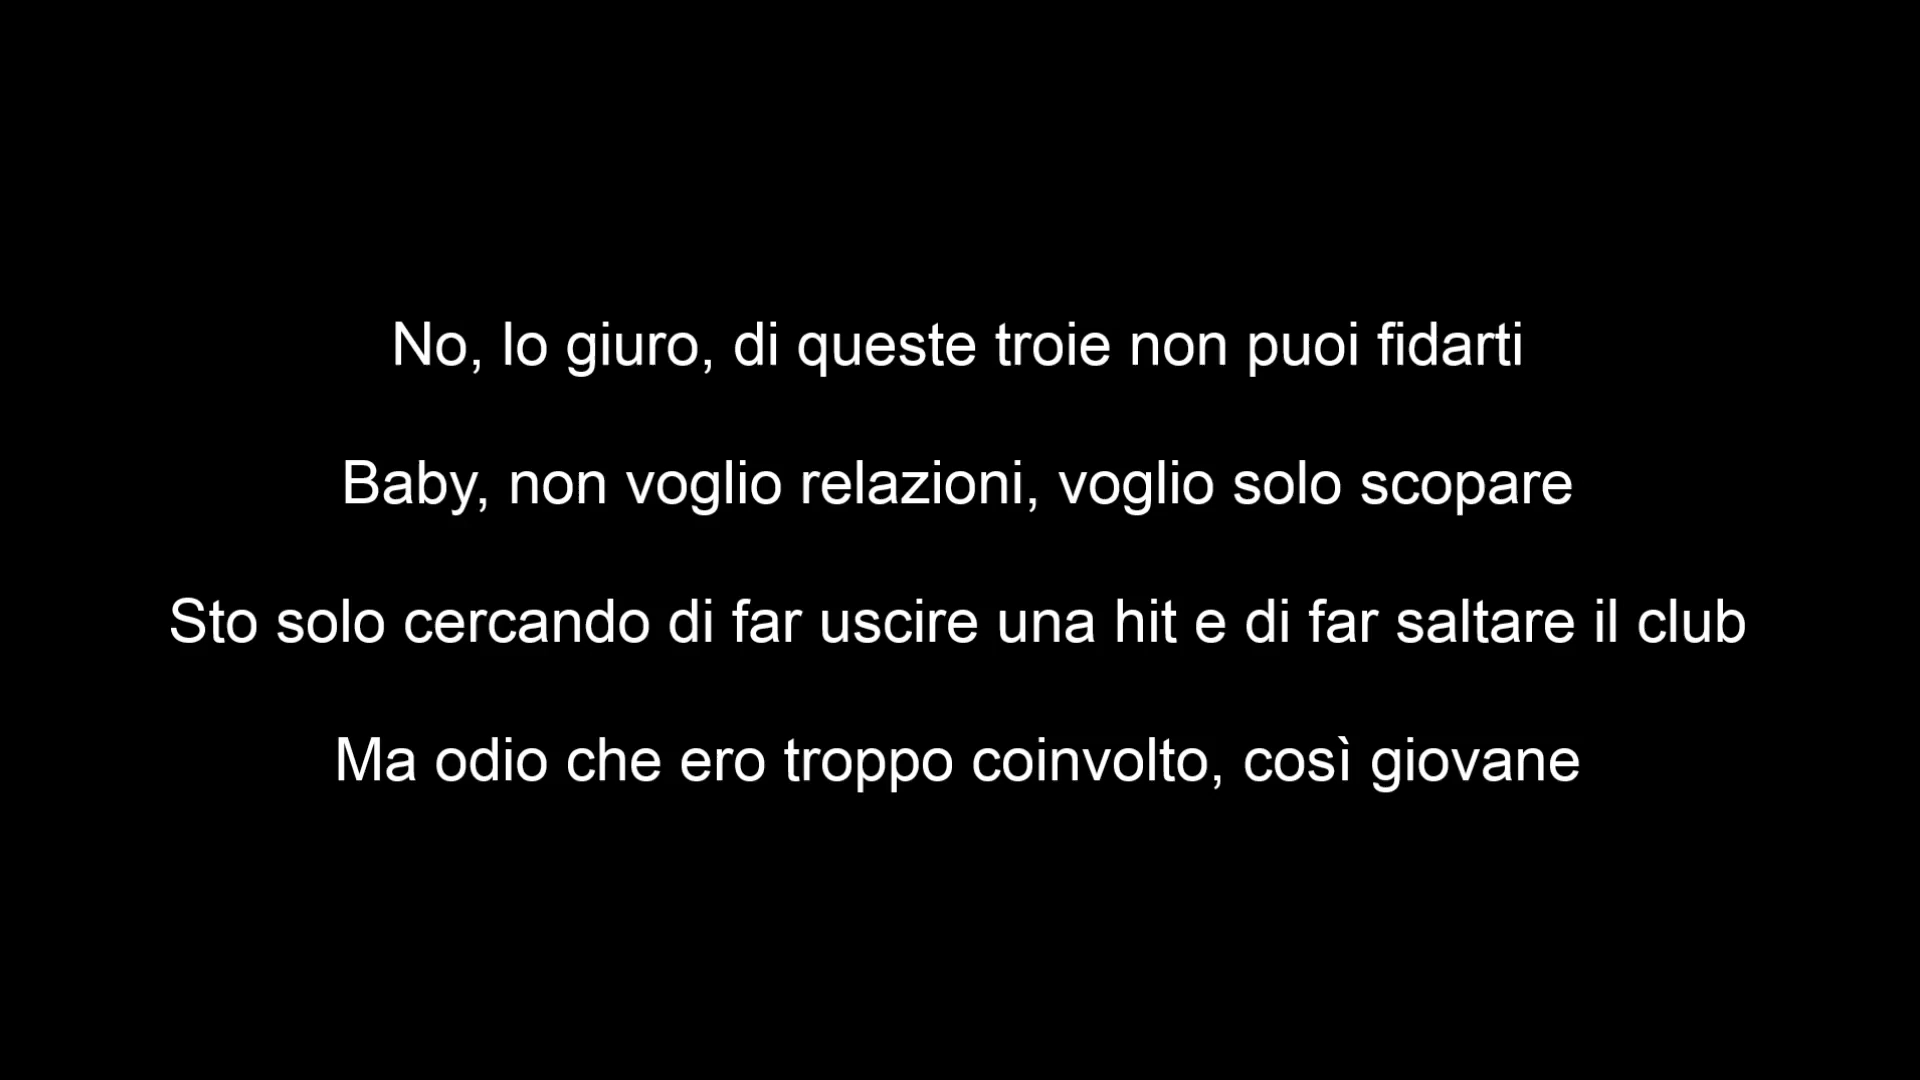 No, lo giuro, di queste troie non puoi fidarti
Baby, non voglio relazioni, voglio solo scopare
Sto solo cercando di far uscire una hit e di far saltare il club
Ma odio che ero troppo coinvolto, così giovane